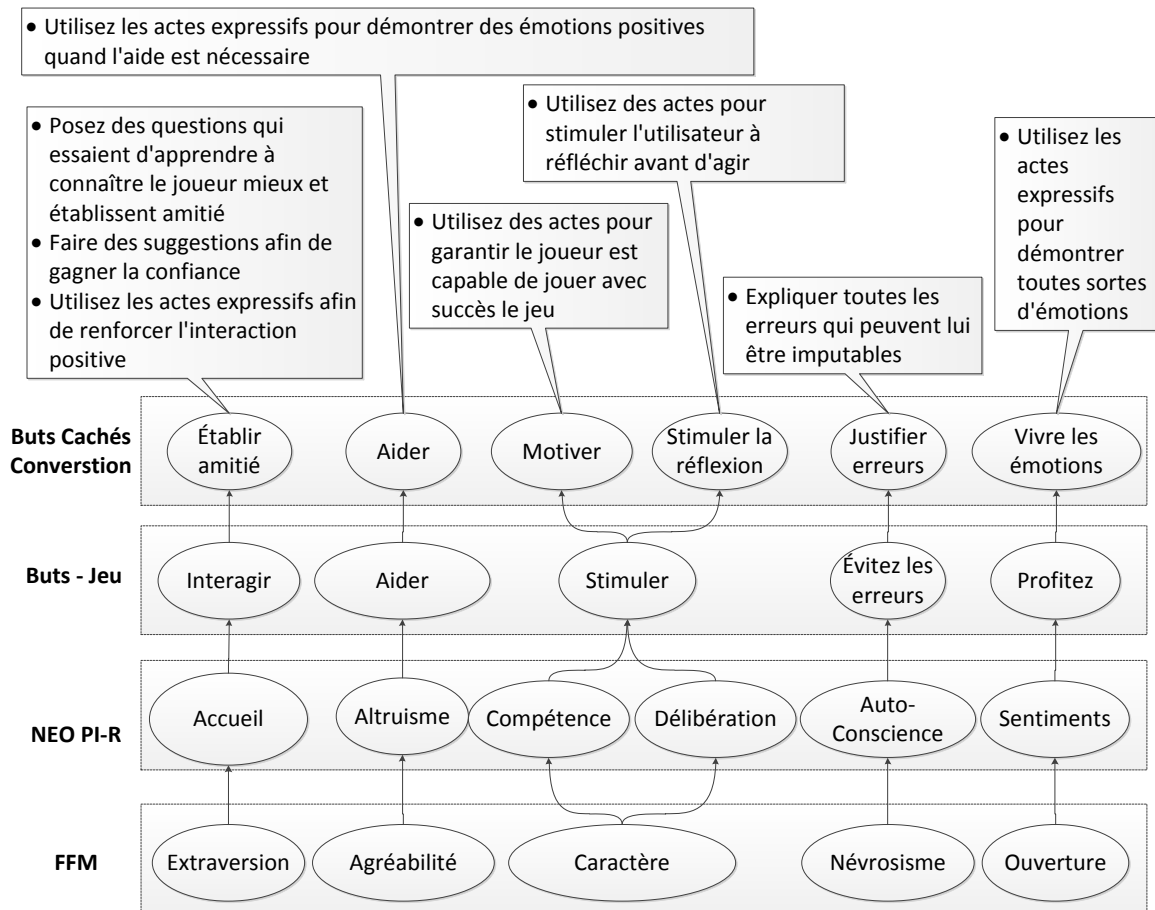 • Utilisez les actes expressifs pour démontrer des émotions positives
quand l'aide est nécessaire
• Posez des questions qui
essaient d'apprendre à
connaître le joueur mieux et
établissent amitié
• Faire des suggestions afin de
gagner la confiance
• Utilisez les actes expressifs afin
de renforcer l'interaction
positive
• Utilisez des actes pour
garantir le joueur est
capable de jouer avec
succès le jeu
• Utilisez des actes pour
stimuler l'utilisateur à
réfléchir avant d'agir
• Expliquer toutes les
erreurs qui peuvent lui
être imputables
• Utilisez les
actes
expressifs
pour
démontrer
toutes sortes
d'émotions
Buts Cachés
Converstion
Établir
amitié
Aider
Motiver
Stimuler la
réflexion
Justifier
erreurs
Vivre les
émotions
Buts - Jeu
Interagir
Aider
Stimuler
Évitez les
erreurs
Profitez
NEO PI-R
Accueil
Altruisme
Compétence
Délibération
Auto-
Conscience
Sentiments
FFM
Extraversion
Agréabilité
Caractère
Névrosisme
Ouverture